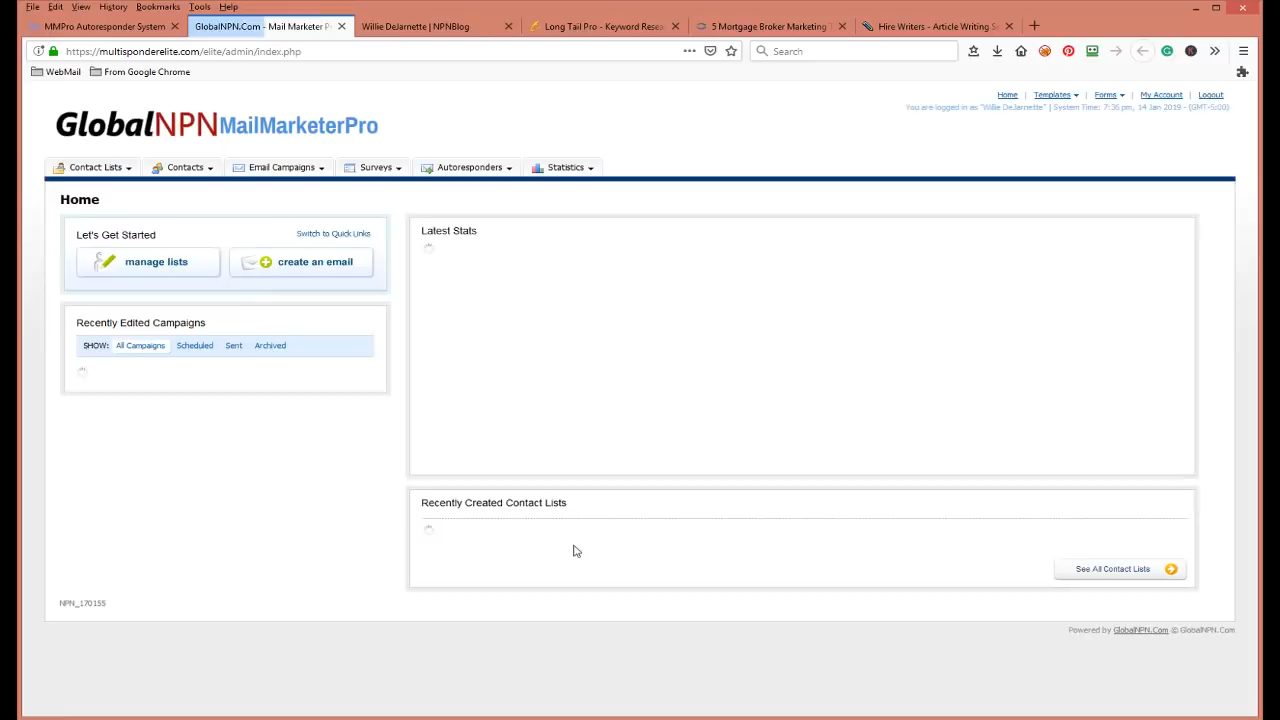 File Edit View History Bookmarks Tools Help
MMPro Autoresponder System
GlobalNPN.Com - Mail Marketer P
Willie DeJarnette | NPNBlog
Long Tail Pro - Keyword Resea
5 Mortgage Broker Marketing T
Hire Writers - Article Writing S
https://multisponderelite.com/elite/admin/index.php
Search
WebMail From Google Chrome
Home | Templates | Forms | My Account | Logout
You are logged in as "Willie DeJarnette" | System Time: 7:36 pm, 14 Jan 2019 - (GMT-5:00)
GlobalNPN MailMarketerPro
Contact Lists Contacts Email Campaigns Surveys Autoresponders Statistics
Home
Let's Get Started
Switch to Quick Links
manage lists
create an email
Recently Edited Campaigns
SHOW: All Campaigns Scheduled Sent Archived
Latest Stats
Recently Created Contact Lists
See All Contact Lists
NPN_170155
Powered by GlobalNPN.Com © GlobalNPN.Com